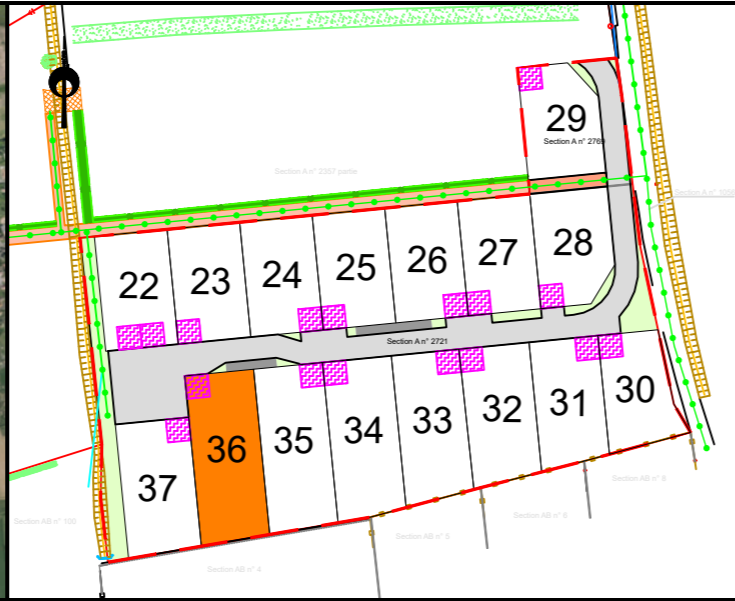 29
Section A n° 2769
Section A n° 2357 partie
Section A n° 1058
22 23 24 25 26 27 28
Section A n° 2721
37 36 35 34 33 32 31 30
Section AB n° 100
Section AB n° 4
Section AB n° 5
Section AB n° 6
Section AB n° 8